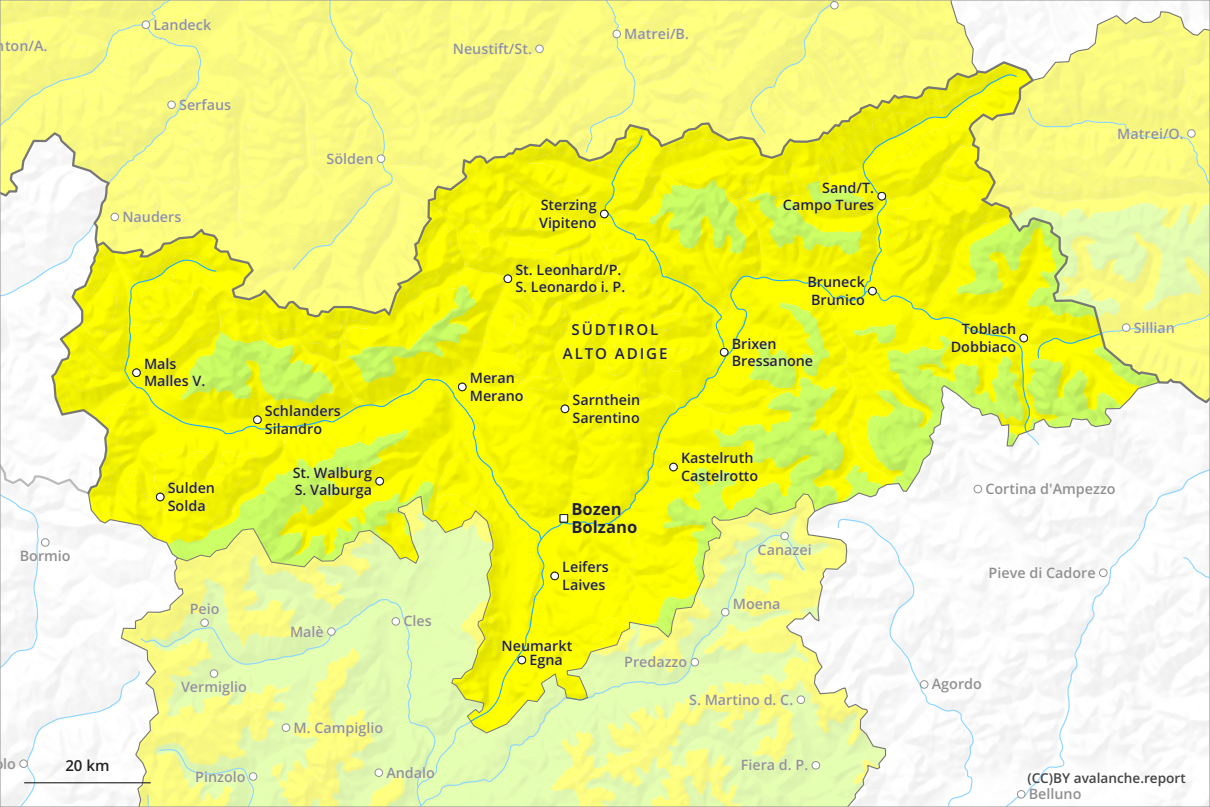 Landeck
nton/A.
Neustift/St.
Matrei/B.
Serfaus
Matrei/O.
Sölden
Sand/T.
Campo Tures
Sterzing
Vipiteno
Nauders
St. Leonhard/P.
S. Leonardo i. P.
Bruneck
Brunico
SÜDTIROL
ALTO ADIGE
Toblach
Dobbiaco
Sillian
Brixen
Bressanone
Mals
Malles V.
Meran
Merano
Sarnthein
Sarentino
Schlanders
Silandro
Kastelruth
Castelrotto
St. Walburg
S. Valburga
Sulden
Solda
Cortina d'Ampezzo
Bozen
Bolzano
Bormio
Canazei
Leifers
Laives
Pieve di Cadore
Peio
Moena
Malè
Cles
Neumarkt
Egna
Predazzo
Vermiglio
Agordo
S. Martino d. C.
M. Campiglio
olo
20 km
Pinzolo
Andalo
Fiera d. P.
(CC)BY avalanche.report
Belluno